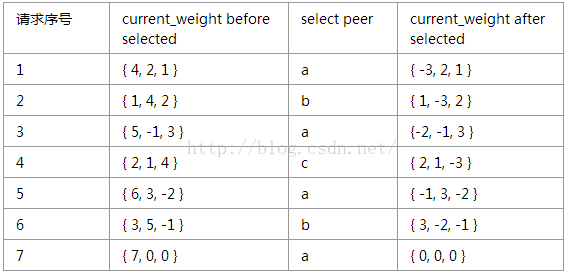 请求序号 current_weight before selected select peer current_weight after selected
1 { 4, 2, 1 } a { -3, 2, 1 }
2 { 1, 4, 2 } b { 1, -3, 2 }
3 { 5, -1, 3 } a {-2, -1, 3 }
4 { 2, 1, 4 } c { 2, 1, -3 }
5 { 6, 3, -2 } a { -1, 3, -2 }
6 { 3, 5, -1 } b { 3, -2, -1 }
7 { 7, 0, 0 } a { 0, 0, 0 }
http://blog.csdn.net/